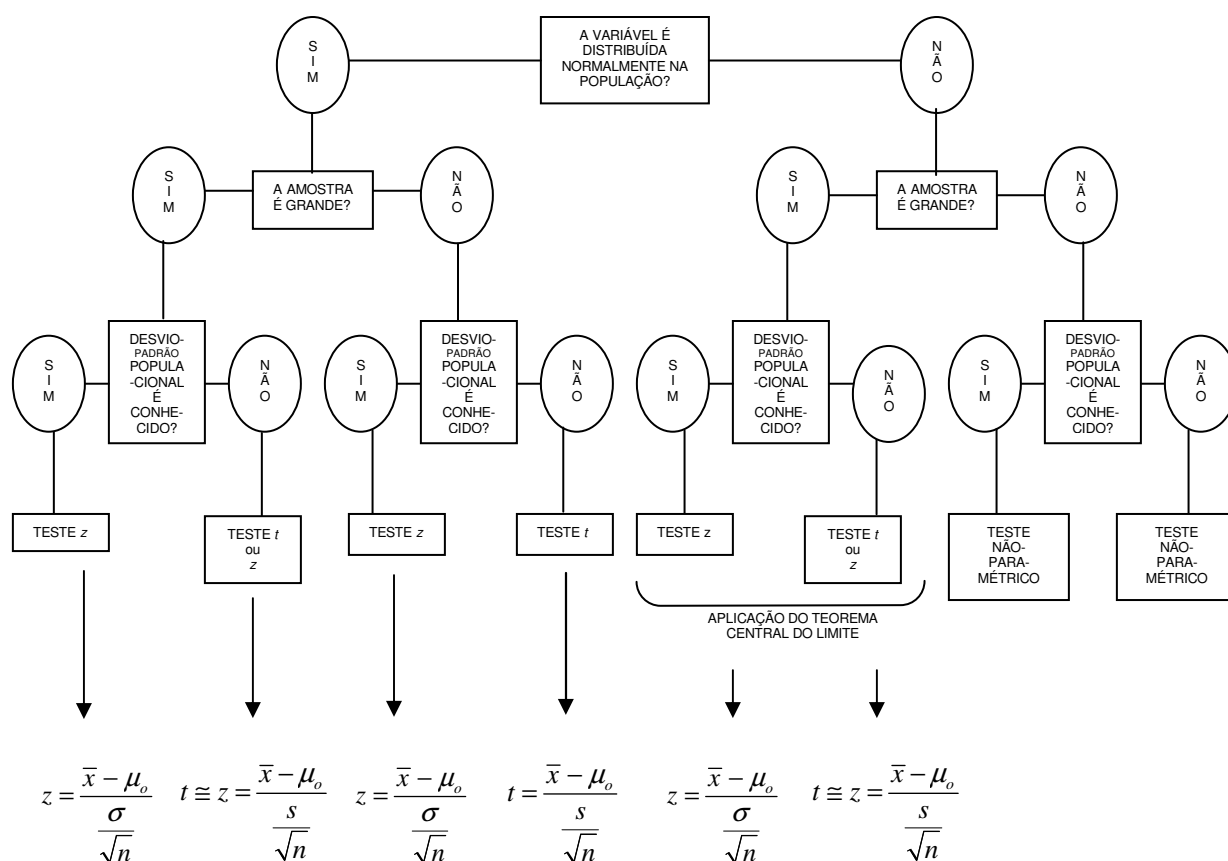 A VARIÁVEL É
DISTRIBUÍDA
NORMALMENTE NA
POPULAÇÃO?
S
I
M
N
Ã
O
S
I
M
A AMOSTRA
É GRANDE?
N
Ã
O
S
I
M
A AMOSTRA
É GRANDE?
N
Ã
O
S
I
M
DESVIO-
PADRÃO
POPULA
-CIONAL
É
CONHE-
CIDO?
N
Ã
O
S
I
M
DESVIO-
PADRÃO
POPULA
-CIONAL
É
CONHE-
CIDO?
N
Ã
O
S
I
M
DESVIO-
PADRÃO
POPULA
-CIONAL
É
CONHE-
CIDO?
N
Ã
O
S
I
M
DESVIO-
PADRÃO
POPULA
-CIONAL
É
CONHE-
CIDO?
N
Ã
O
TESTE z
TESTE t
ou
z
TESTE z
TESTE t
TESTE z
TESTE t
ou
z
TESTE
NÃO-
PARA-
MÉTRICO
TESTE
NÃO-
PARA-
MÉTRICO
APLICAÇÃO DO TEOREMA
CENTRAL DO LIMITE
z = (x̄ − μₒ) / (σ/√n)
t ≅ z = (x̄ − μₒ) / (s/√n)
z = (x̄ − μₒ) / (σ/√n)
t = (x̄ − μₒ) / (s/√n)
z = (x̄ − μₒ) / (σ/√n)
t ≅ z = (x̄ − μₒ) / (s/√n)